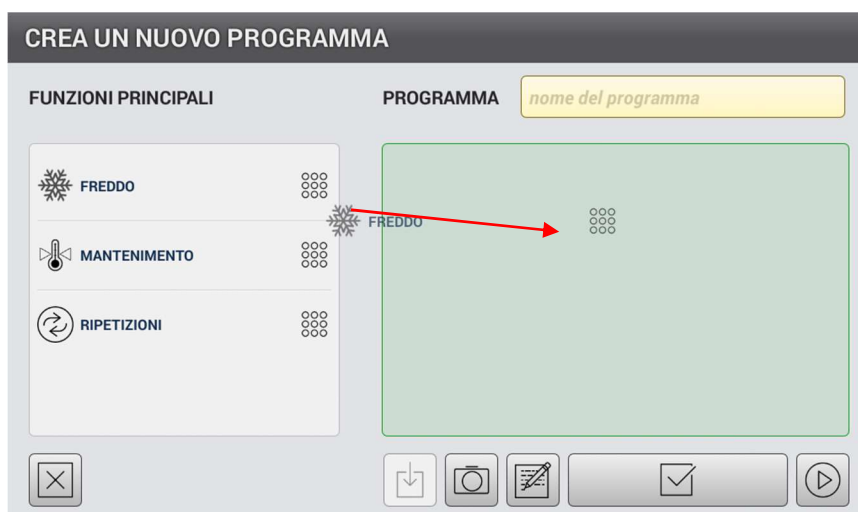 CREA UN NUOVO PROGRAMMA
FUNZIONI PRINCIPALI
PROGRAMMA
nome del programma
FREDDO
FREDDO
MANTENIMENTO
RIPETIZIONI